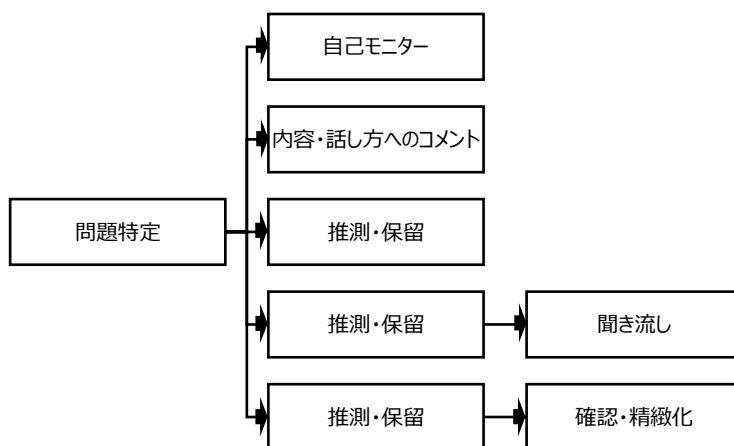 自己モニター
内容・話し方へのコメント
問題特定
推測・保留
推測・保留
聞き流し
推測・保留
確認・精緻化